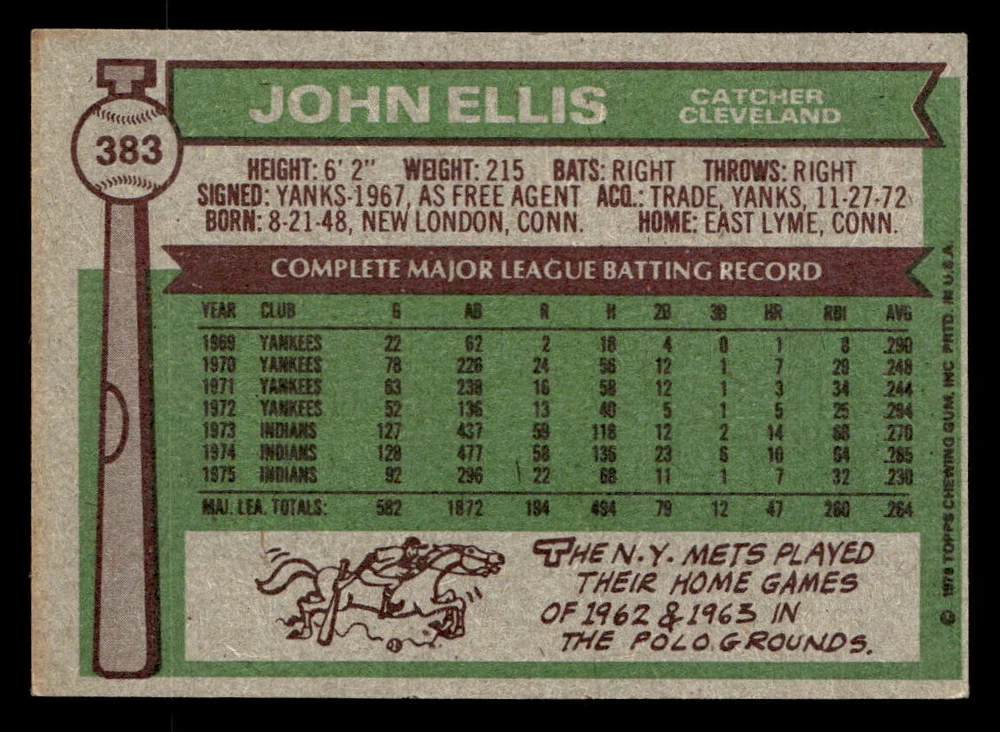 JOHN ELLIS
CATCHER
CLEVELAND
383
HEIGHT: 6' 2" WEIGHT: 215 BATS: RIGHT THROWS: RIGHT
SIGNED: YANKS-1967, AS FREE AGENT ACQ.: TRADE, YANKS, 11-27-72
BORN: 8-21-48, NEW LONDON, CONN. HOME: EAST LYME, CONN.
COMPLETE MAJOR LEAGUE BATTING RECORD
YEAR CLUB G AB R H 2B 3B HR RBI AVG
1969 YANKEES 22 62 2 18 4 0 1 8 .290
1970 YANKEES 78 226 24 56 12 1 7 29 .248
1971 YANKEES 83 238 16 58 12 1 3 34 .244
1972 YANKEES 52 136 13 40 5 1 5 25 .294
1973 INDIANS 127 437 59 118 12 2 14 68 .270
1974 INDIANS 128 477 58 136 23 6 10 64 .285
1975 INDIANS 92 296 22 68 11 1 7 32 .230
MAJ. LEA. TOTALS: 582 1872 194 494 79 12 47 260 .264
THE N.Y. METS PLAYED
THEIR HOME GAMES
OF 1962 & 1963 IN
THE POLO GROUNDS.
© 1976 TOPPS CHEWING GUM, INC. PRTD. IN U.S.A.